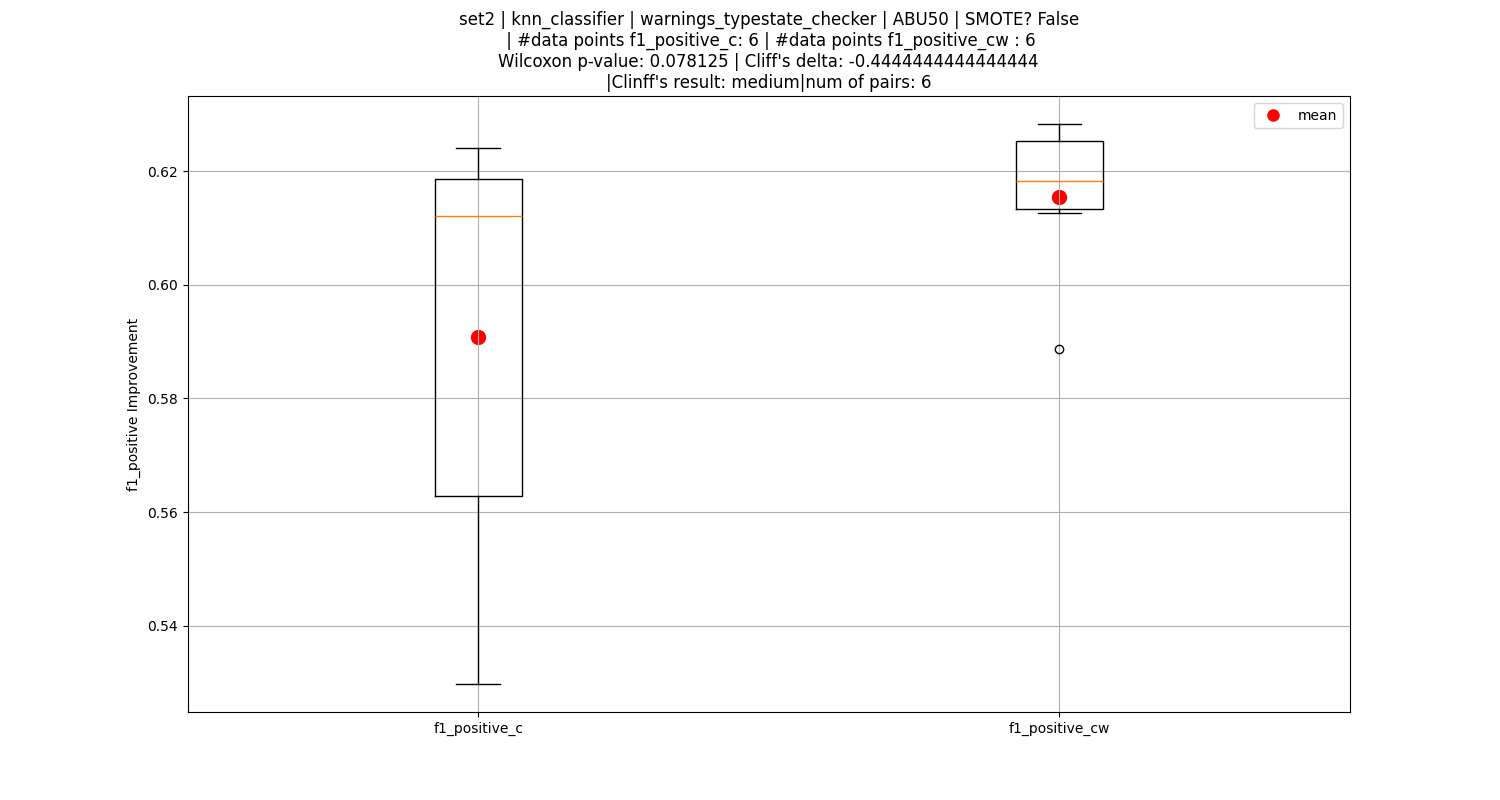 set2 | knn_classifier | warnings_typestate_checker | ABU50 | SMOTE? False
| #data points f1_positive_c: 6 | #data points f1_positive_cw : 6
Wilcoxon p-value: 0.078125 | Cliff's delta: -0.4444444444444444
|Clinff's result: medium|num of pairs: 6
mean
0.62
0.60
0.58
0.56
0.54
f1_positive Improvement
f1_positive_c
f1_positive_cw